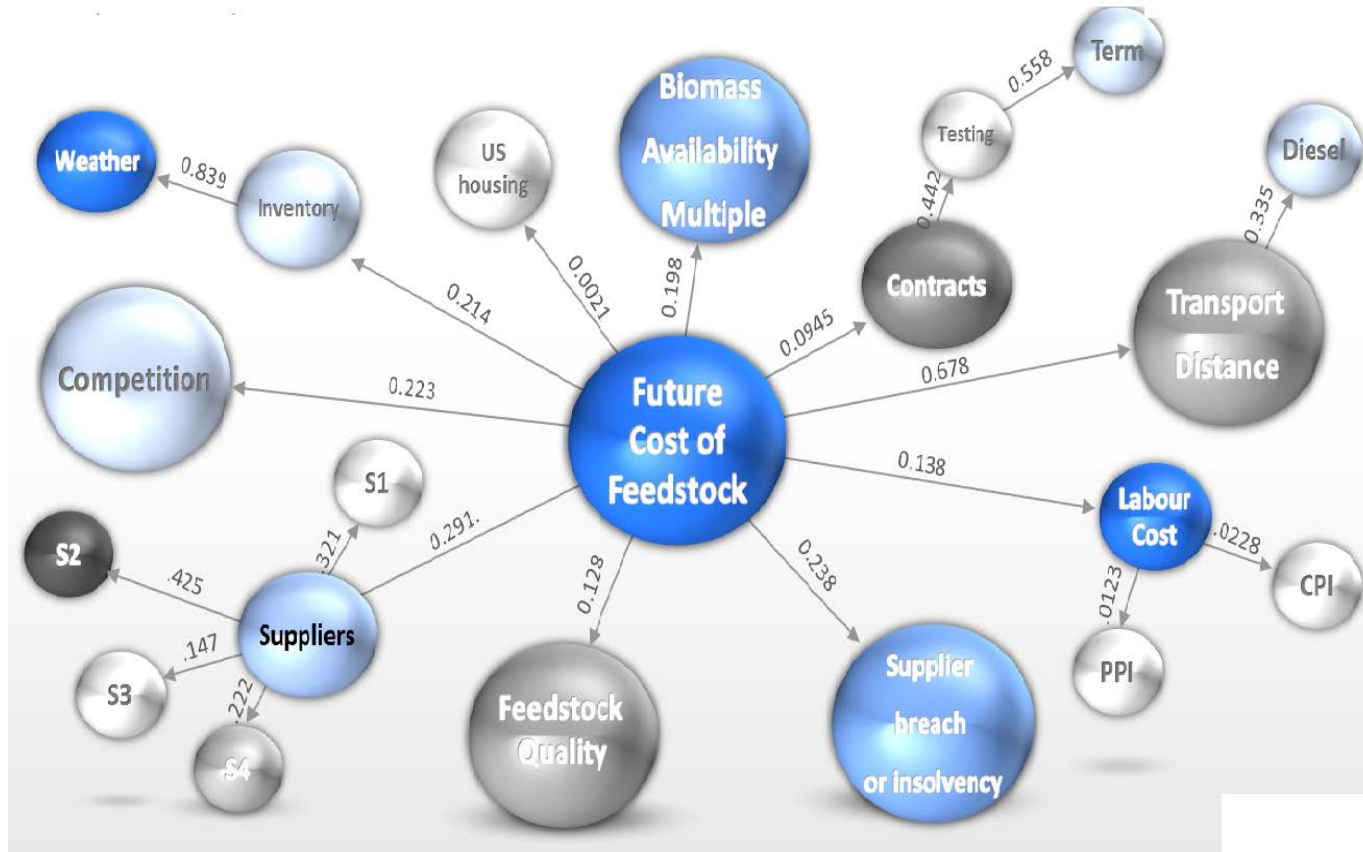 Term
0.558
Biomass
Availability
Multiple
Testing
US
housing
Diesel
Weather
0.839
Inventory
0.442
0.335
0.0021
0.198
Contracts
0.214
0.0945
Transport
Distance
0.678
Competition
0.223
Future
Cost of
Feedstock
0.138
Labour
Cost
.0228
CPI
.0123
PPI
S1
.321
0.291.
S2
.425
Suppliers
.147
S3
.222
S4
0.128
Feedstock
Quality
0.238
Supplier
breach
or insolvency